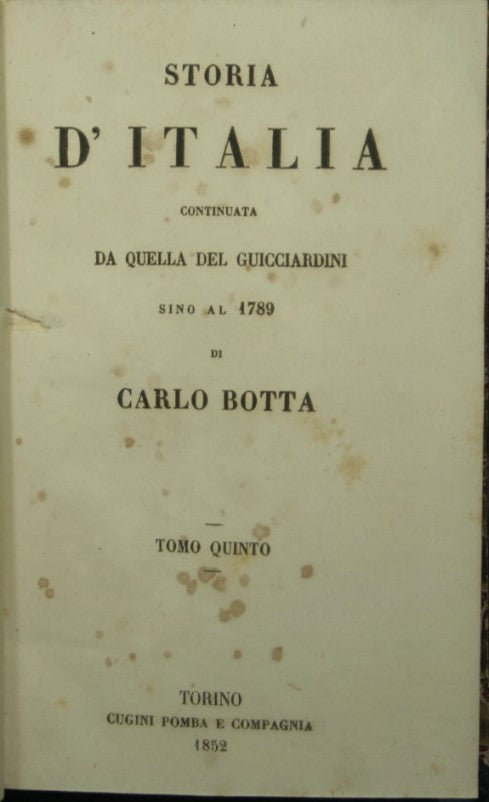 STORIA
D'ITALIA
CONTINUATA
DA QUELLA DEL GUICCIARDINI
SINO AL 1789
DI
CARLO BOTTA
TOMO QUINTO
TORINO
CUGINI POMBA E COMPAGNIA
1852